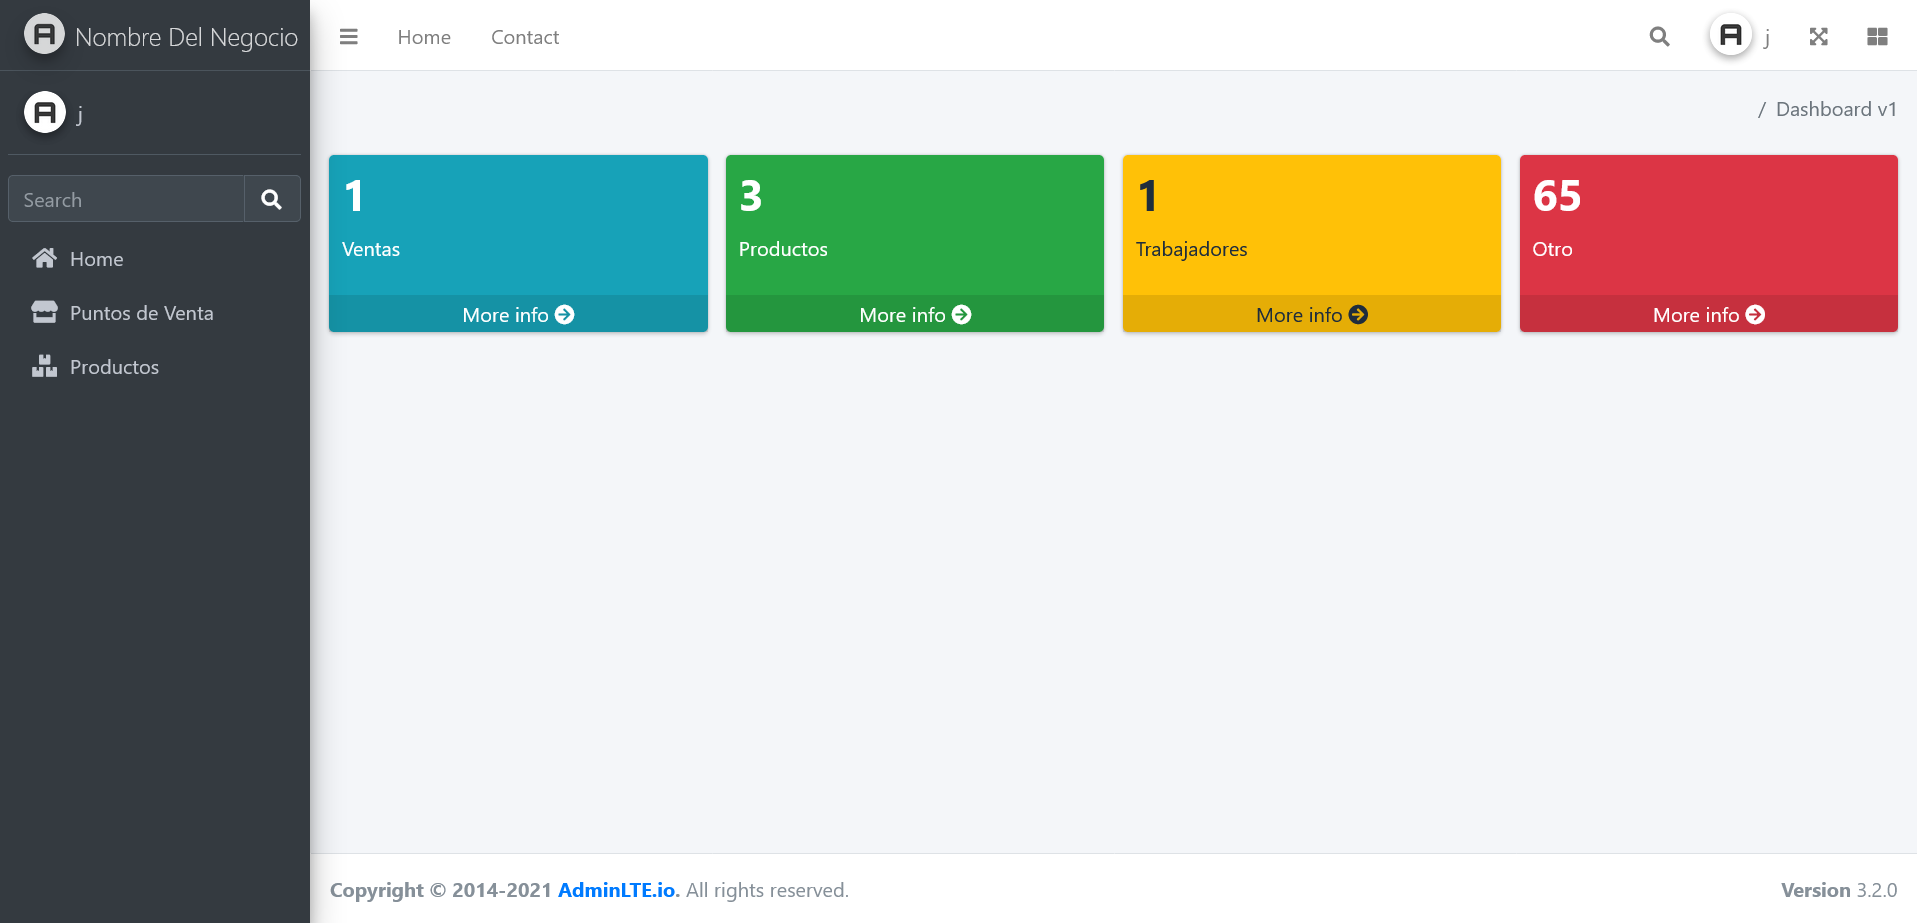 Nombre Del Negocio
Home
Contact
j
j
/ Dashboard v1
Search
Home
Puntos de Venta
Productos
1
Ventas
More info
3
Productos
More info
1
Trabajadores
More info
65
Otro
More info
Copyright © 2014-2021 AdminLTE.io. All rights reserved.
Version 3.2.0